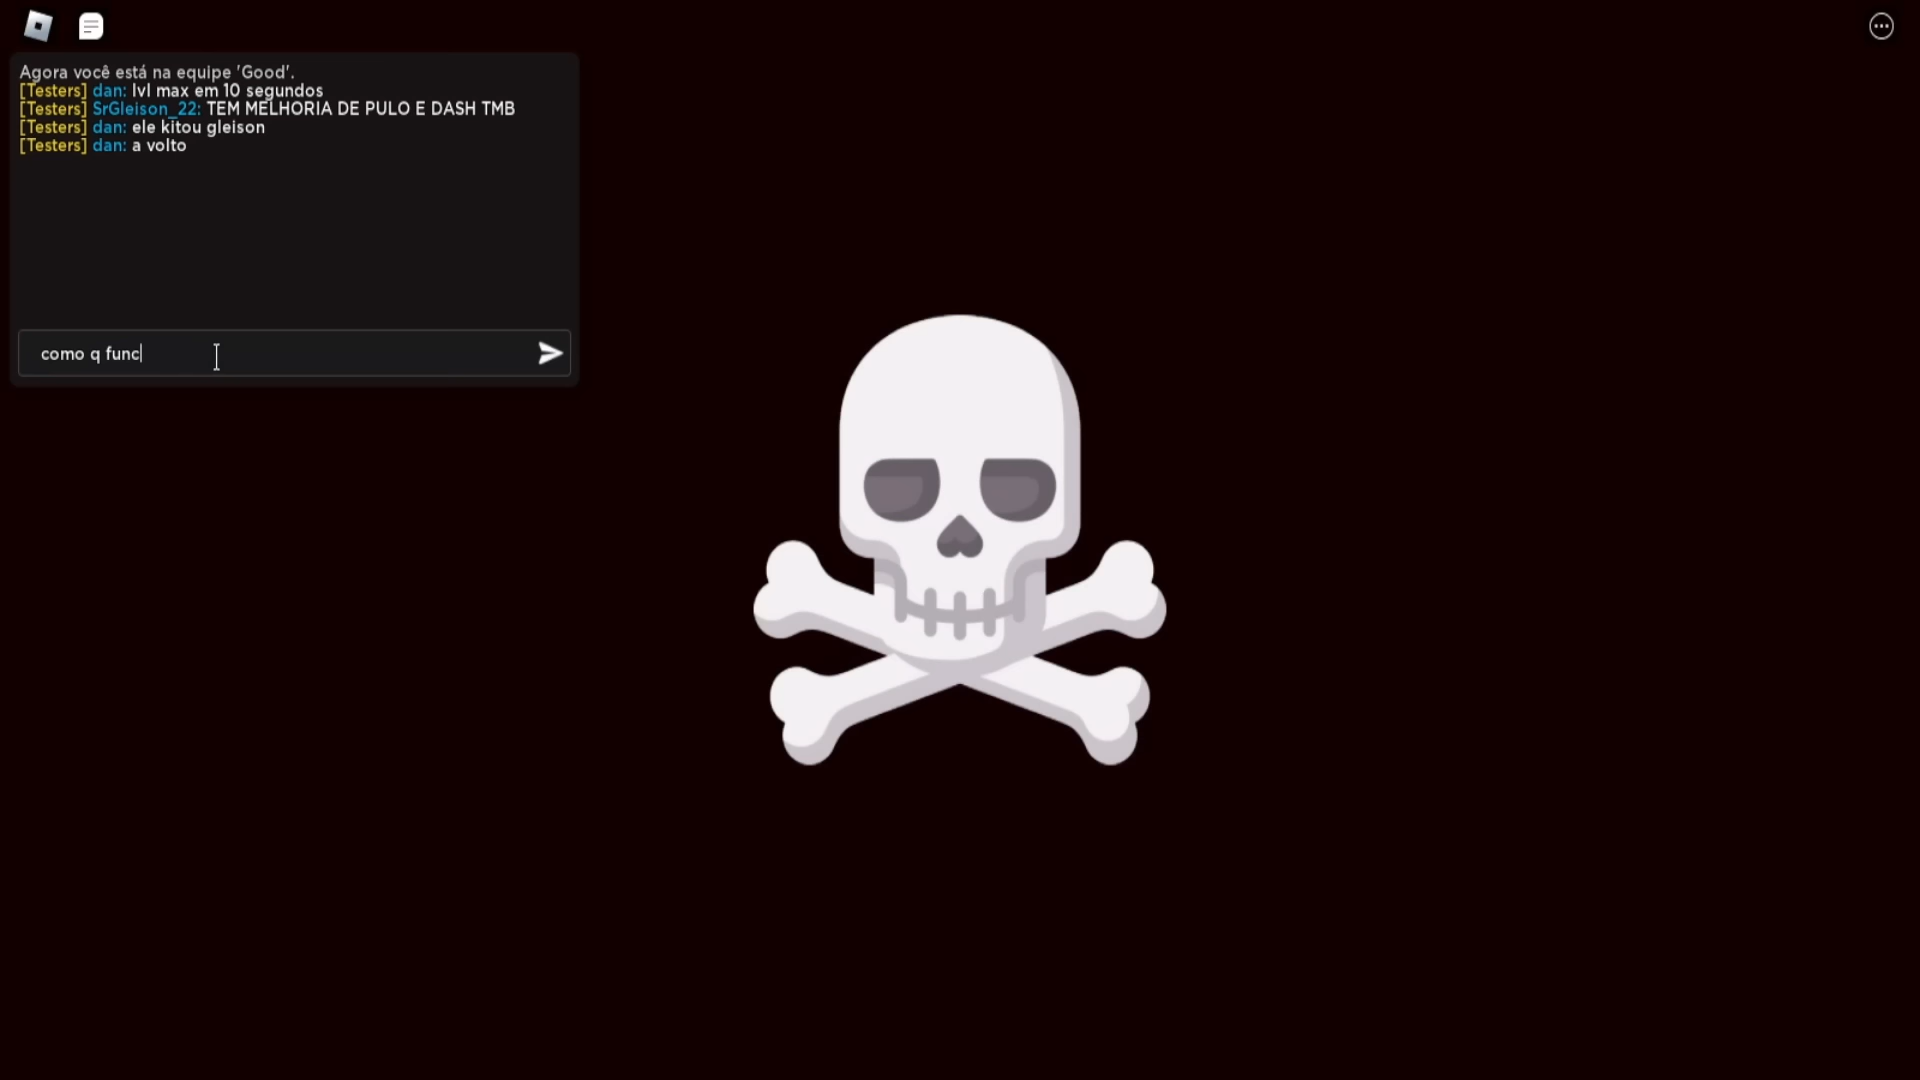 Agora você está na equipe 'Good'.
[Testers] dan: lvl max em 10 segundos
[Testers] SrGleison_22: TEM MELHORIA DE PULO E DASH TMB
[Testers] dan: ele kitou gleison
[Testers] dan: a volto
como q func